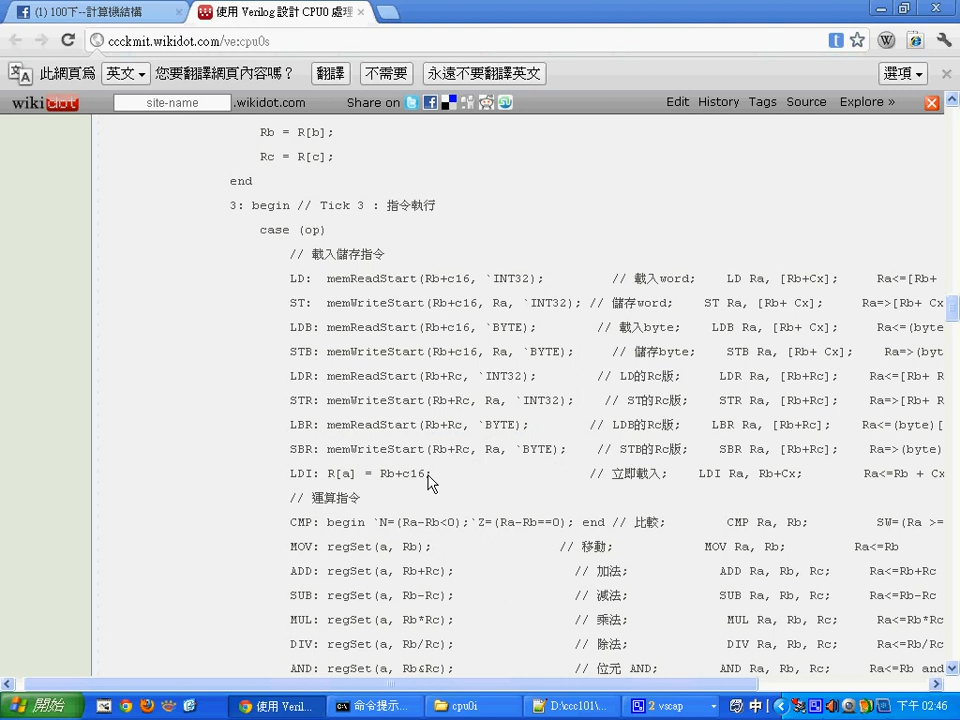 (1) 100下--計算機結構
使用 Verilog 設計 CPU0 處理
ccckmit.wikidot.com/ve:cpu0s
此網頁為 英文 您要翻譯網頁內容嗎？ 翻譯 不需要 永遠不要翻譯英文 選項
wikidot site-name .wikidot.com Share on Edit History Tags Source Explore »
Rb = R[b];
Rc = R[c];
end
3: begin // Tick 3 : 指令執行
case (op)
// 載入儲存指令
LD: memReadStart(Rb+c16, `INT32); // 載入word; LD Ra, [Rb+Cx]; Ra<=[Rb+
ST: memWriteStart(Rb+c16, Ra, `INT32); // 儲存word; ST Ra, [Rb+ Cx]; Ra=>[Rb+ Cx
LDB: memReadStart(Rb+c16, `BYTE); // 載入byte; LDB Ra, [Rb+ Cx]; Ra<=(byte
STB: memWriteStart(Rb+c16, Ra, `BYTE); // 儲存byte; STB Ra, [Rb+ Cx]; Ra=>(byt
LDR: memReadStart(Rb+Rc, `INT32); // LD的Rc版; LDR Ra, [Rb+Rc]; Ra<=[Rb+ R
STR: memWriteStart(Rb+Rc, Ra, `INT32); // ST的Rc版; STR Ra, [Rb+Rc]; Ra=>[Rb+ Rc
LBR: memReadStart(Rb+Rc, `BYTE); // LDB的Rc版; LBR Ra, [Rb+Rc]; Ra<=(byte)[
SBR: memWriteStart(Rb+Rc, Ra, `BYTE); // STB的Rc版; SBR Ra, [Rb+Rc]; Ra=>(byte)
LDI: R[a] = Rb+c16; // 立即載入; LDI Ra, Rb+Cx; Ra<=Rb + Cx
// 運算指令
CMP: begin `N=(Ra-Rb<0);`Z=(Ra-Rb==0); end // 比較; CMP Ra, Rb; SW=(Ra >=
MOV: regSet(a, Rb); // 移動; MOV Ra, Rb; Ra<=Rb
ADD: regSet(a, Rb+Rc); // 加法; ADD Ra, Rb, Rc; Ra<=Rb+Rc
SUB: regSet(a, Rb-Rc); // 減法; SUB Ra, Rb, Rc; Ra<=Rb-Rc
MUL: regSet(a, Rb*Rc); // 乘法; MUL Ra, Rb, Rc; Ra<=Rb*Rc
DIV: regSet(a, Rb/Rc); // 除法; DIV Ra, Rb, Rc; Ra<=Rb/Rc
AND: regSet(a, Rb&Rc); // 位元 AND; AND Ra, Rb, Rc; Ra<=Rb and
開始 使用 Veril... 命令提示... cpu0i D:\ccc101\... 2 vscap 中 下午 02:46